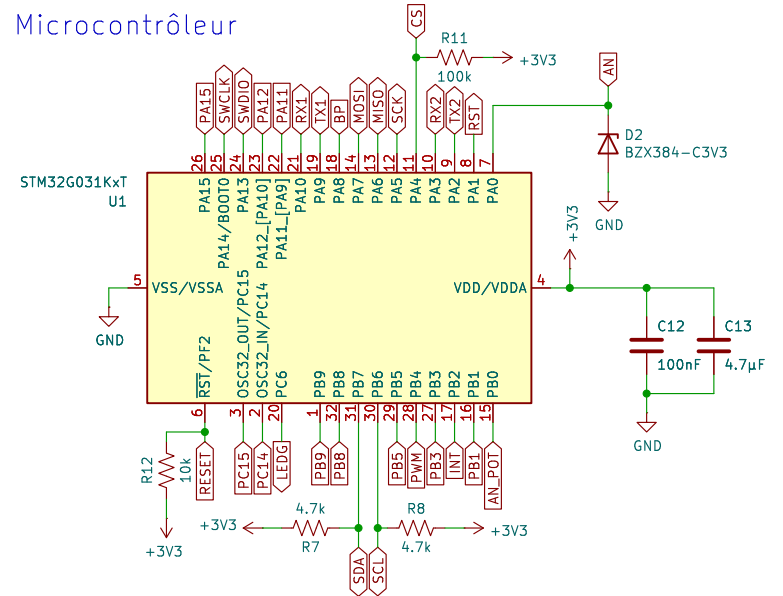 Microcontrôleur
CS
R11
100k
+3V3
AN
PA15
SWCLK
SWDIO
PA12
PA11
RX1
TX1
BP
MOSI
MISO
SCK
RX2
TX2
RST
D2
BZX384-C3V3
GND
26
25
24
23
22
21
19
18
14
13
12
11
10
9
8
7
STM32G031KxT
U1
PA15
PA14/BOOT0
PA13
PA12_[PA10]
PA11_[PA9]
PA10
PA9
PA8
PA7
PA6
PA5
PA4
PA3
PA2
PA1
PA0
+3V3
5
VSS/VSSA
VDD/VDDA
4
GND
C12
100nF
C13
4.7µF
GND
RST/PF2
OSC32_OUT/PC15
OSC32_IN/PC14
PC6
PB9
PB8
PB7
PB6
PB5
PB4
PB3
PB2
PB1
PB0
6
3
2
20
1
32
31
30
29
28
27
17
16
15
RESET
PC15
PC14
LEDG
PB9
PB8
PB5
PWM
PB3
INT
PB1
AN_POT
R12
10k
+3V3
+3V3
4.7k
R7
R8
4.7k
+3V3
SDA
SCL